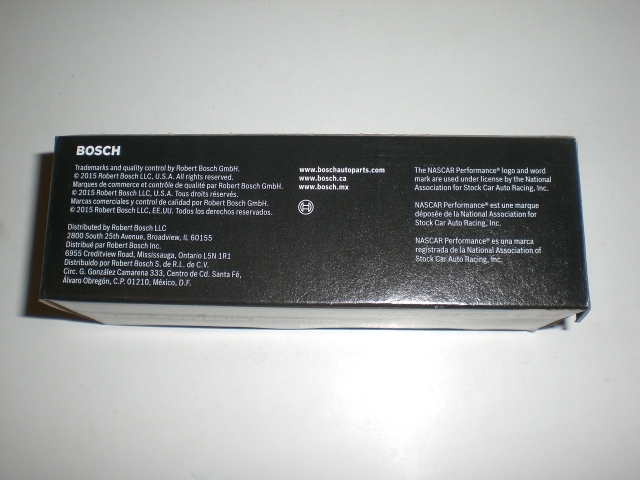 BOSCH
Trademarks and quality control by Robert Bosch GmbH.
© 2015 Robert Bosch LLC, U.S.A. All rights reserved.
Marques de commerce et contrôle de qualité par Robert Bosch GmbH.
© 2015 Robert Bosch LLC, U.S.A. Tous droits réservés.
Marcas comerciales y control de calidad por Robert Bosch GmbH.
© 2015 Robert Bosch LLC, EE.UU. Todos los derechos reservados.
Distributed by Robert Bosch LLC
2800 South 25th Avenue, Broadview, IL 60155
Distribué par Robert Bosch Inc.
6955 Creditview Road, Mississauga, Ontario L5N 1R1
Distribuido por Robert Bosch S. de R.L. de C.V.
Circ. G. González Camarena 333, Centro de Cd. Santa Fé,
Álvaro Obregón, C.P. 01210, México, D.F.
www.boschautoparts.com
www.bosch.ca
www.bosch.mx
The NASCAR Performance® logo and word
mark are used under license by the National
Association for Stock Car Auto Racing, Inc.
NASCAR Performance® est une marque
déposée de la National Association for
Stock Car Auto Racing, Inc.
NASCAR Performance® es una marca
registrada de la National Association of
Stock Car Auto Racing, Inc.